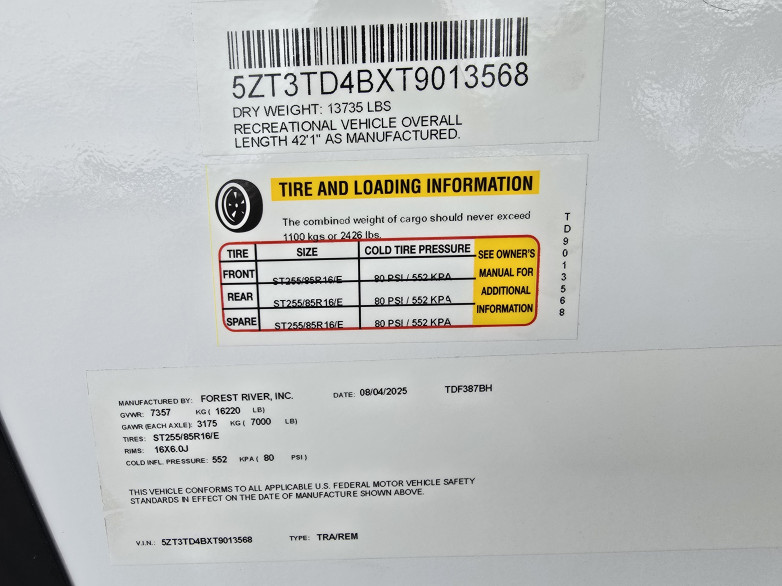 5ZT3TD4BXT9013568
DRY WEIGHT: 13735 LBS
RECREATIONAL VEHICLE OVERALL
LENGTH 42'1" AS MANUFACTURED.
TIRE AND LOADING INFORMATION
The combined weight of cargo should never exceed
1100 kgs or 2426 lbs.
TIRE SIZE COLD TIRE PRESSURE SEE OWNER'S MANUAL FOR ADDITIONAL INFORMATION
FRONT ST255/85R16/E 80 PSI / 552 KPA
REAR ST255/85R16/E 80 PSI / 552 KPA
SPARE ST255/85R16/E 80 PSI / 552 KPA
TD9013568
MANUFACTURED BY: FOREST RIVER, INC. DATE: 08/04/2025 TDF387BH
GVWR: 7357 KG ( 16220 LB)
GAWR (EACH AXLE): 3175 KG ( 7000 LB)
TIRES: ST255/85R16/E
RIMS: 16X6.0J
COLD INFL. PRESSURE: 552 KPA ( 80 PSI )
THIS VEHICLE CONFORMS TO ALL APPLICABLE U.S. FEDERAL MOTOR VEHICLE SAFETY
STANDARDS IN EFFECT ON THE DATE OF MANUFACTURE SHOWN ABOVE.
V.I.N.: 5ZT3TD4BXT9013568 TYPE: TRA/REM